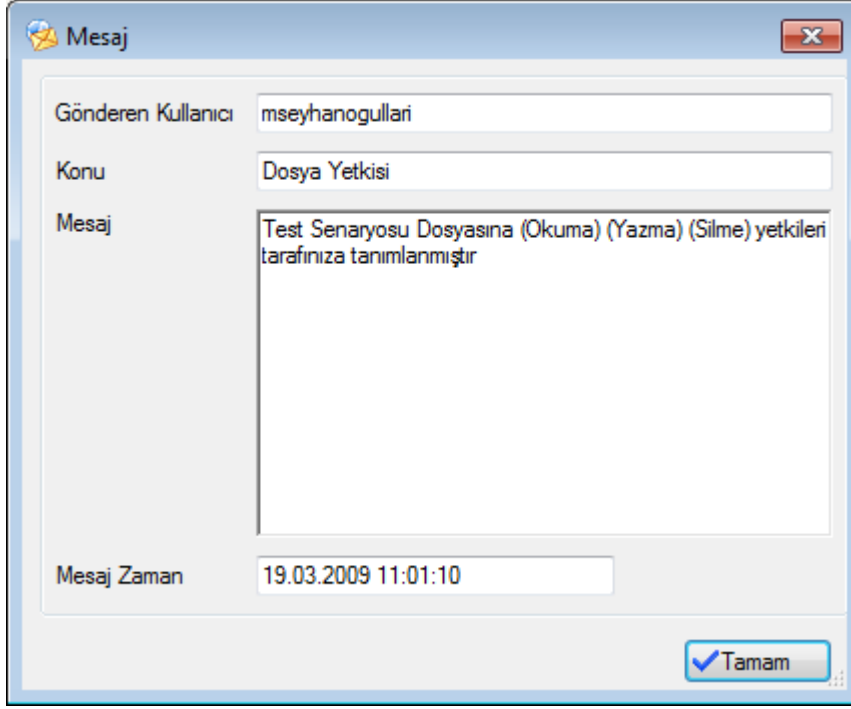 Mesaj
Gönderen Kullanıcı mseyhanogullari
Konu Dosya Yetkisi
Mesaj Test Senaryosu Dosyasına (Okuma) (Yazma) (Silme) yetkileri
tarafınıza tanımlanmıştır
Mesaj Zaman 19.03.2009 11:01:10
Tamam